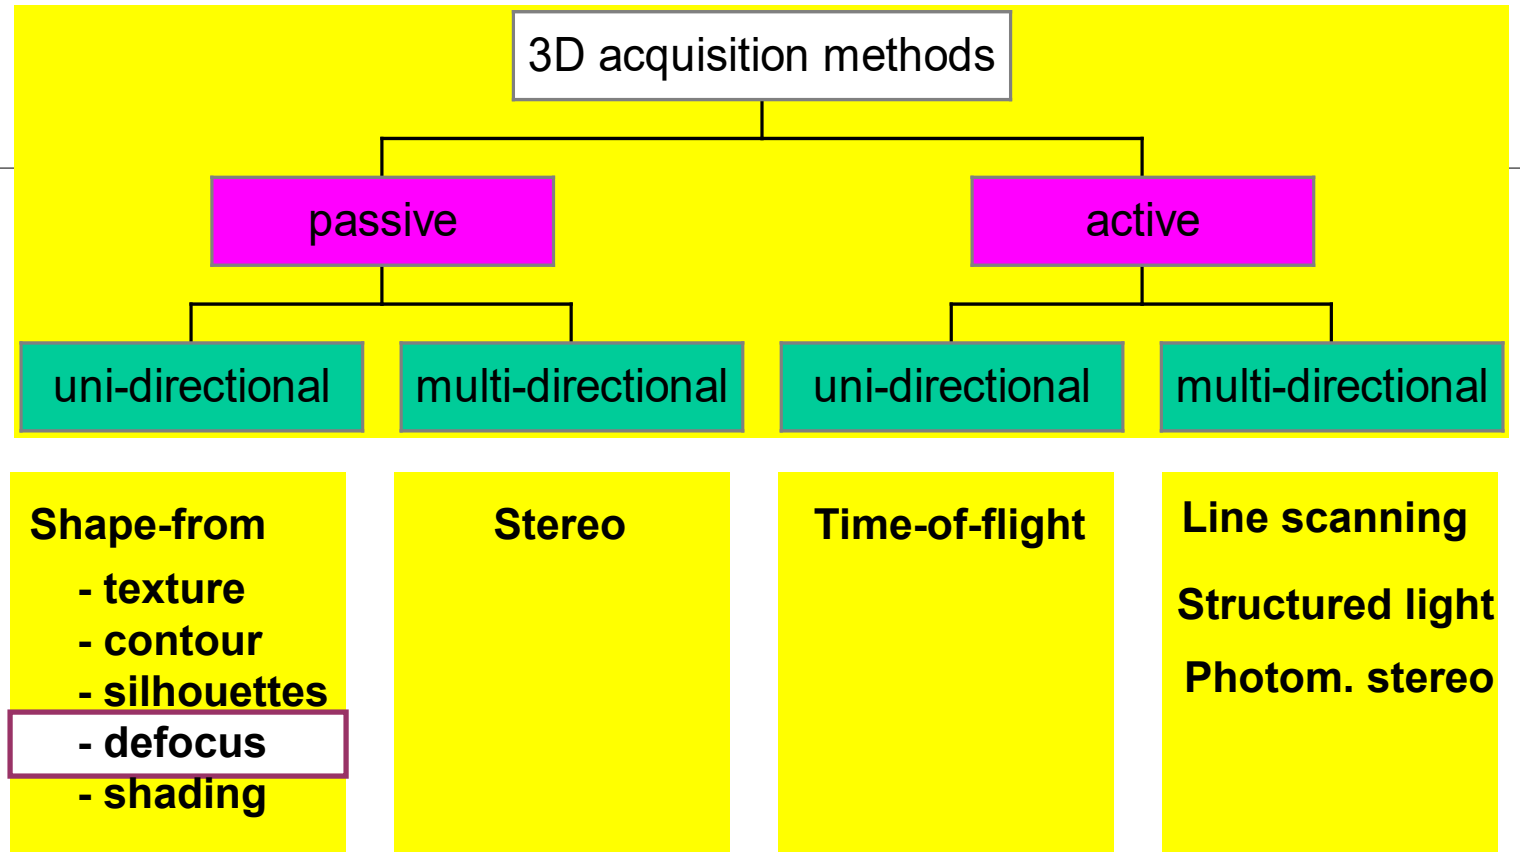 3D acquisition methods
passive
active
uni-directional
multi-directional
uni-directional
multi-directional
Shape-from
- texture
- contour
- silhouettes
- defocus
- shading
Stereo
Time-of-flight
Line scanning
Structured light
Photom. stereo